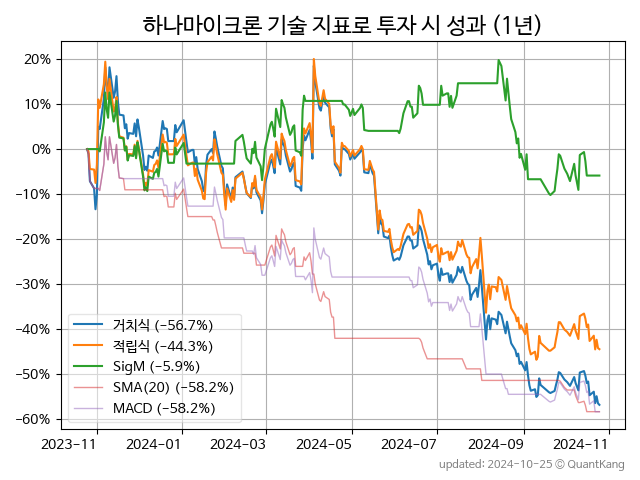 하나마이크론 기술 지표로 투자 시 성과 (1년)
20%
10%
0%
−10%
−20%
−30%
−40%
−50%
−60%
거치식 (−56.7%)
적립식 (−44.3%)
SigM (−5.9%)
SMA(20) (−58.2%)
MACD (−58.2%)
2023-11 2024-01 2024-03 2024-05 2024-07 2024-09 2024-11
updated: 2024-10-25 © QuantKang